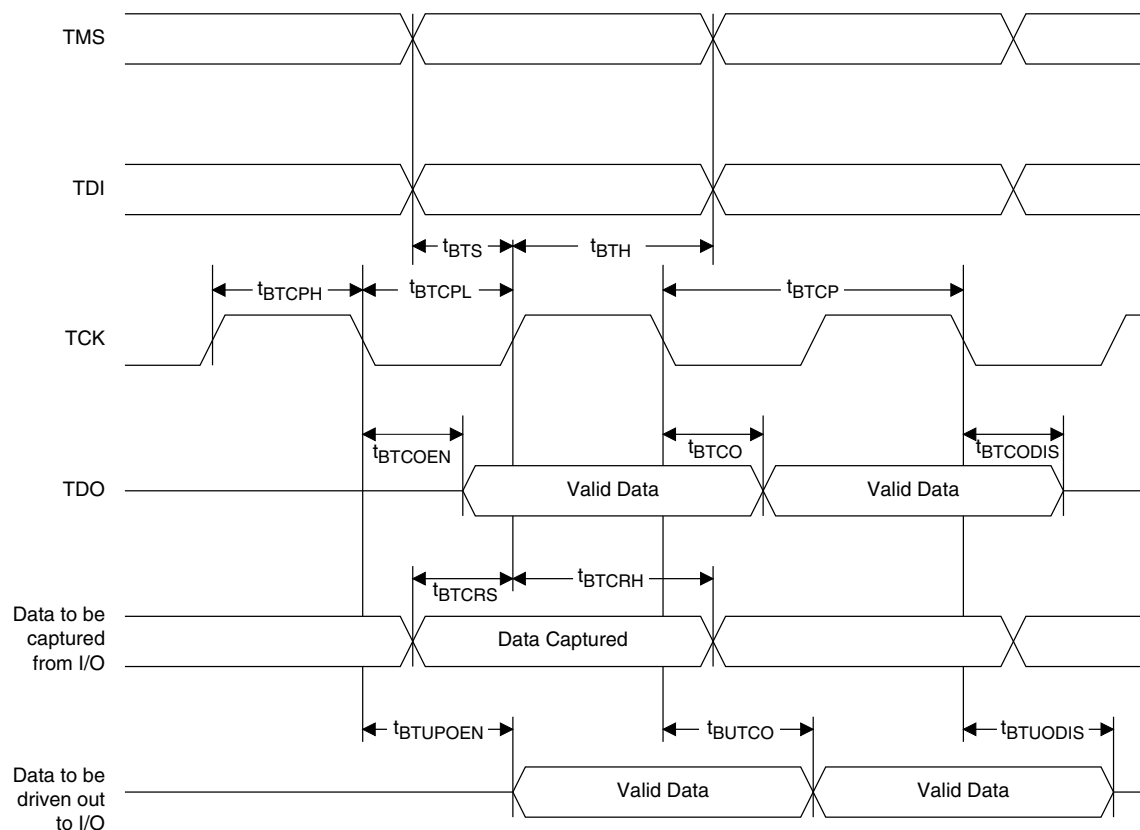 TMS
TDI
tBTS
tBTH
tBTCPH
tBTCPL
tBTCP
TCK
tBTCOEN
tBTCO
tBTCODIS
TDO
Valid Data
Valid Data
tBTCRS
tBTCRH
Data to be
captured
from I/O
Data Captured
tBTUPOEN
tBUTCO
tBTUODIS
Data to be
driven out
to I/O
Valid Data
Valid Data